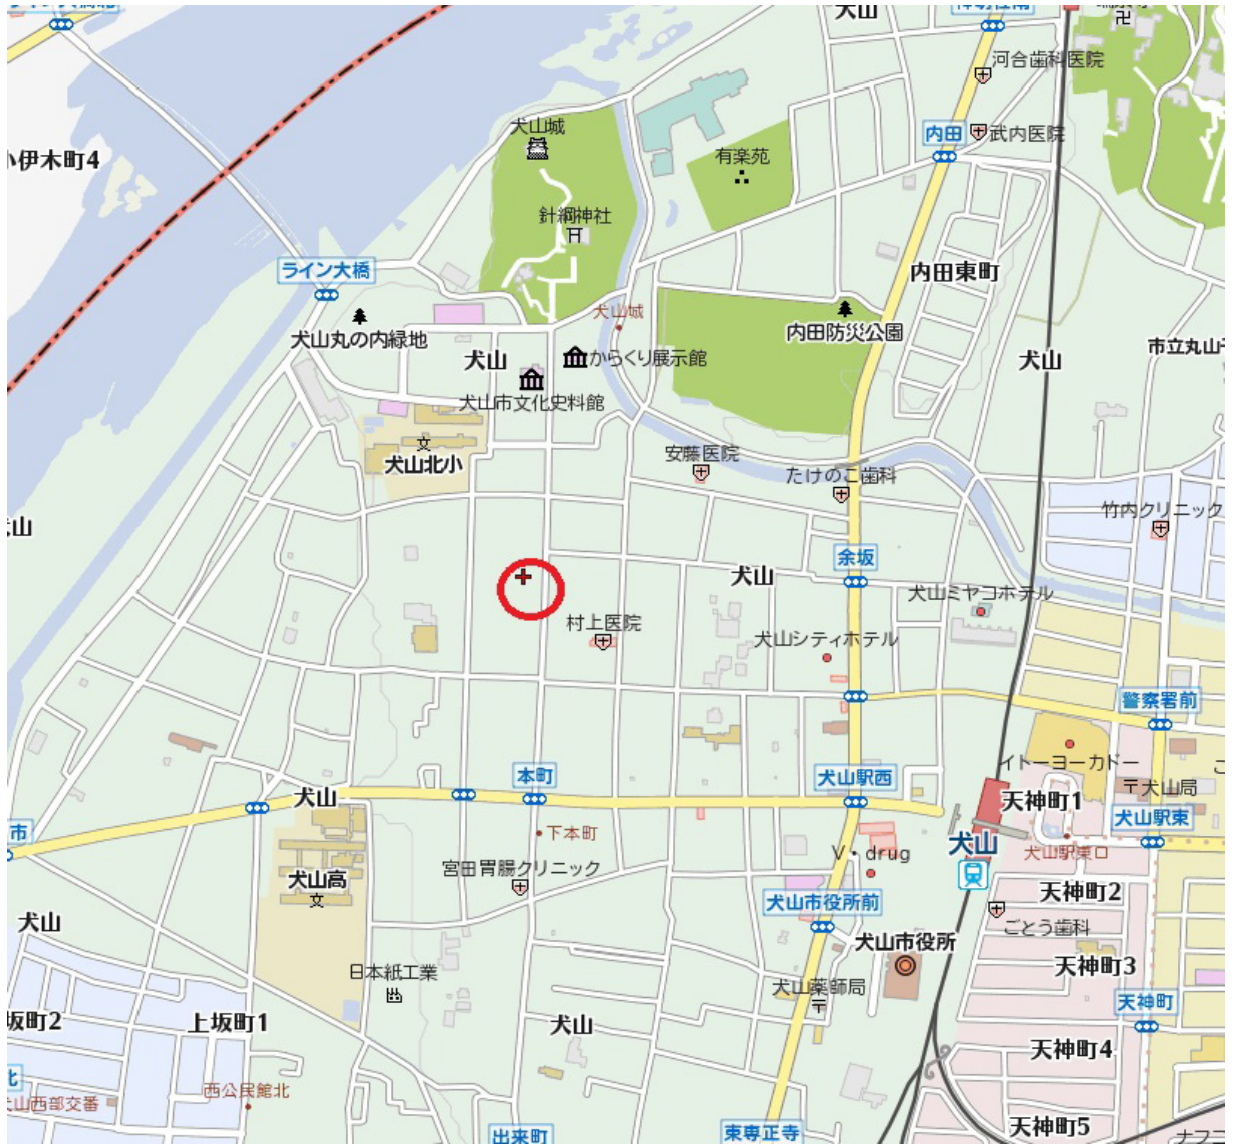 犬山
河合歯科医院
内田
武内医院
小伊木町4
犬山城
有楽苑
針綱神社
ライン大橋
内田東町
犬山城
犬山丸の内緑地
内田防災公園
犬山
からくり展示館
犬山
市立丸山
犬山市文化史料館
犬山北小
安藤医院
たけのこ歯科
竹内クリニック
犬山
余坂
犬山
犬山ミヤコホテル
村上医院
犬山シティホテル
警察署前
イトーヨーカドー
本町
犬山駅西
〒犬山局
犬山
天神町1
犬山駅東
市
下本町
犬山
犬山駅東口
V・drug
宮田胃腸クリニック
犬山高
天神町2
犬山市役所前
犬山
ごとう歯科
犬山市役所
天神町3
日本紙工業
犬山薬師局
〒
天神町
坂町2
上坂町1
犬山
天神町4
北
西公民館北
犬山西部交番
出来町
東専正寺
天神町5
ナフコ